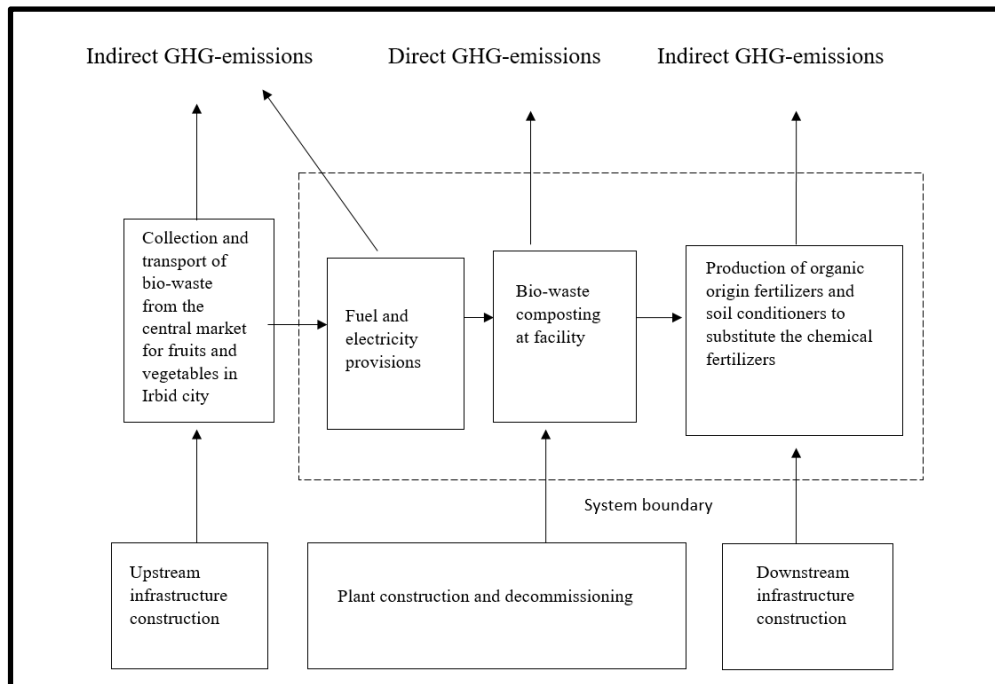 Indirect GHG-emissions
Direct GHG-emissions
Indirect GHG-emissions
Collection and
transport of
bio-waste
from the
central market
for fruits and
vegetables in
Irbid city
Fuel and
electricity
provisions
Bio-waste
composting
at facility
Production of organic
origin fertilizers and
soil conditioners to
substitute the chemical
fertilizers
System boundary
Upstream
infrastructure
construction
Plant construction and decommissioning
Downstream
infrastructure
construction